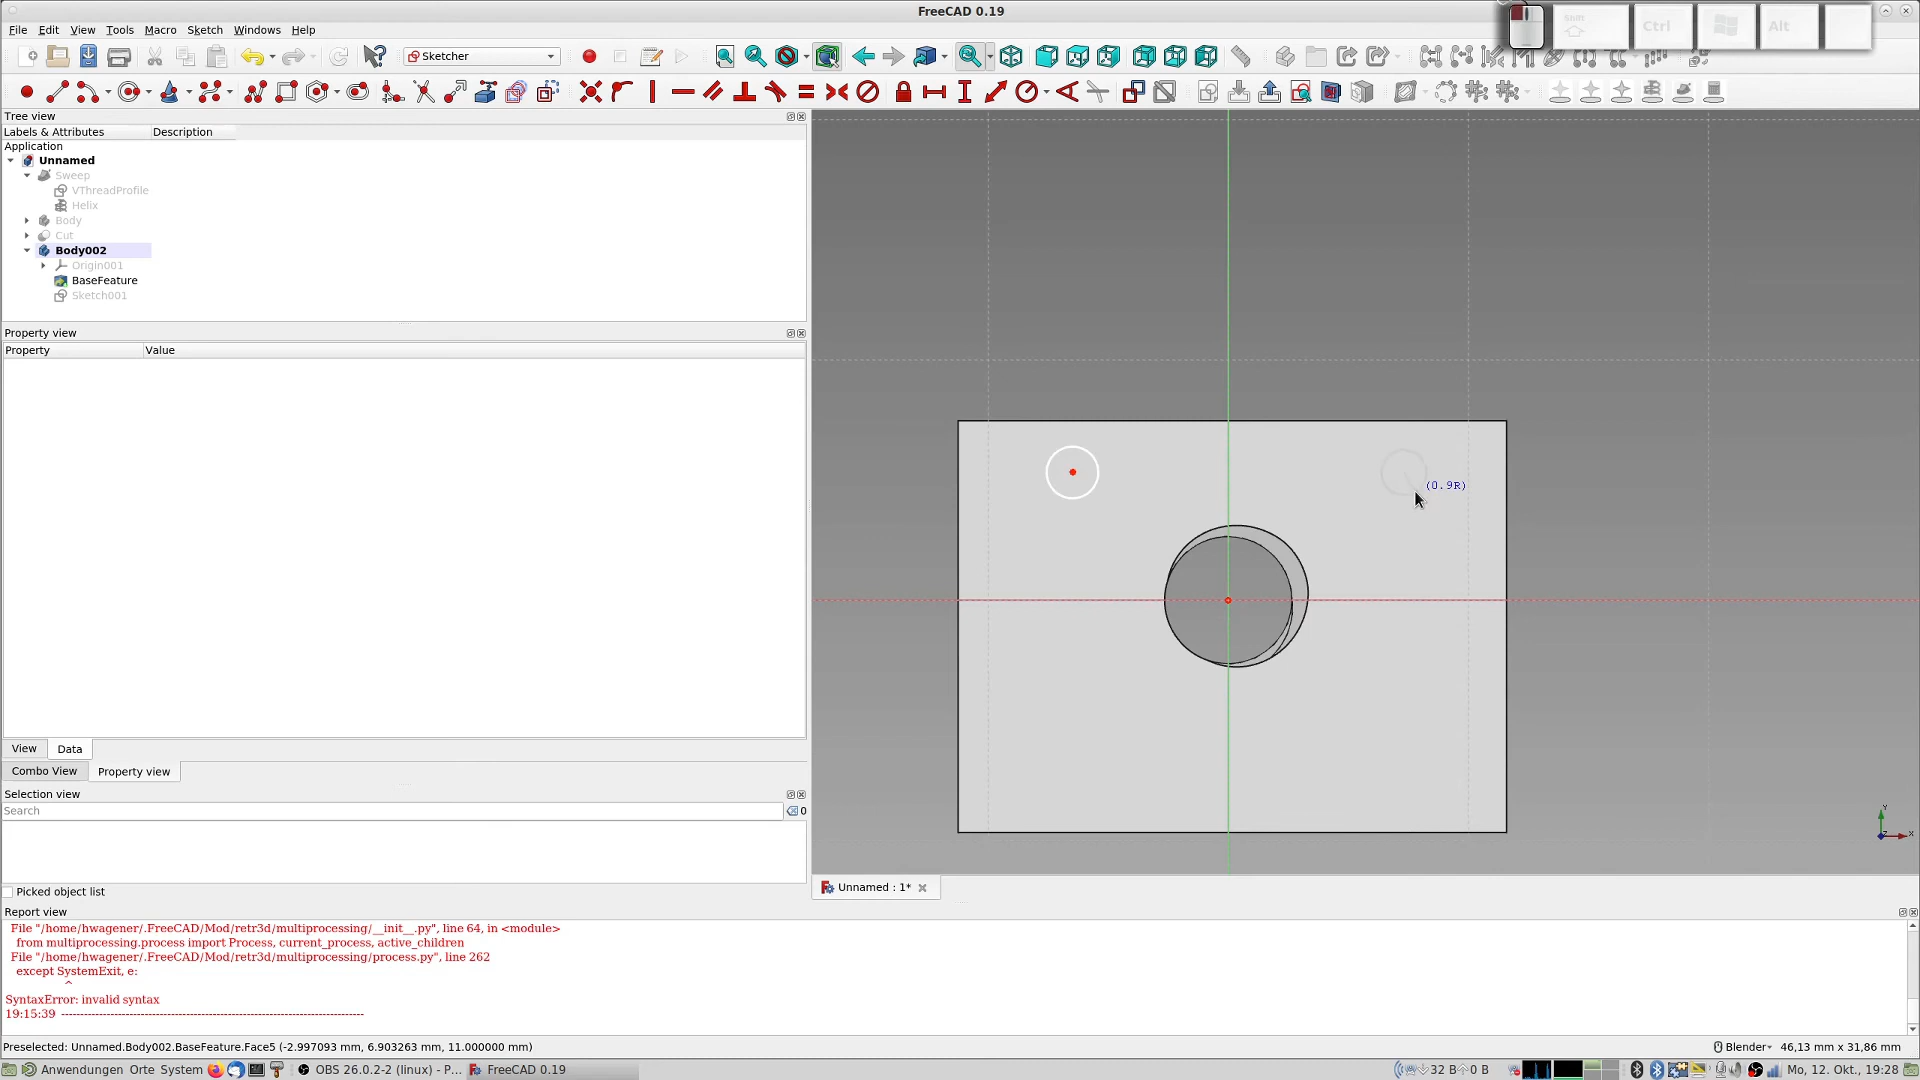 FreeCAD 0.19
Shift
Ctrl
Alt
File Edit View Tools Macro Sketch Windows Help
Sketcher
Tree view
Labels & Attributes Description
Application
Unnamed
Sweep
VThreadProfile
Helix
Body
Cut
Body002
Origin001
BaseFeature
Sketch001
Property view
Property Value
(0.9R)
View Data
Combo View Property view
Selection view
Search
0
Picked object list
Unnamed : 1*
Report view
File "/home/hwagener/.FreeCAD/Mod/retr3d/multiprocessing/__init__.py", line 64, in <module>
from multiprocessing.process import Process, current_process, active_children
File "/home/hwagener/.FreeCAD/Mod/retr3d/multiprocessing/process.py", line 262
except SystemExit, e:
^
SyntaxError: invalid syntax
19:15:39 --------------------------------------------------------------------------------
Y
X
Z
Preselected: Unnamed.Body002.BaseFeature.Face5 (-2.997093 mm, 6.903263 mm, 11.000000 mm)
Blender 46,13 mm x 31,86 mm
Anwendungen Orte System OBS 26.0.2-2 (linux) - P... FreeCAD 0.19 32 B 0 B Mo, 12. Okt., 19:28